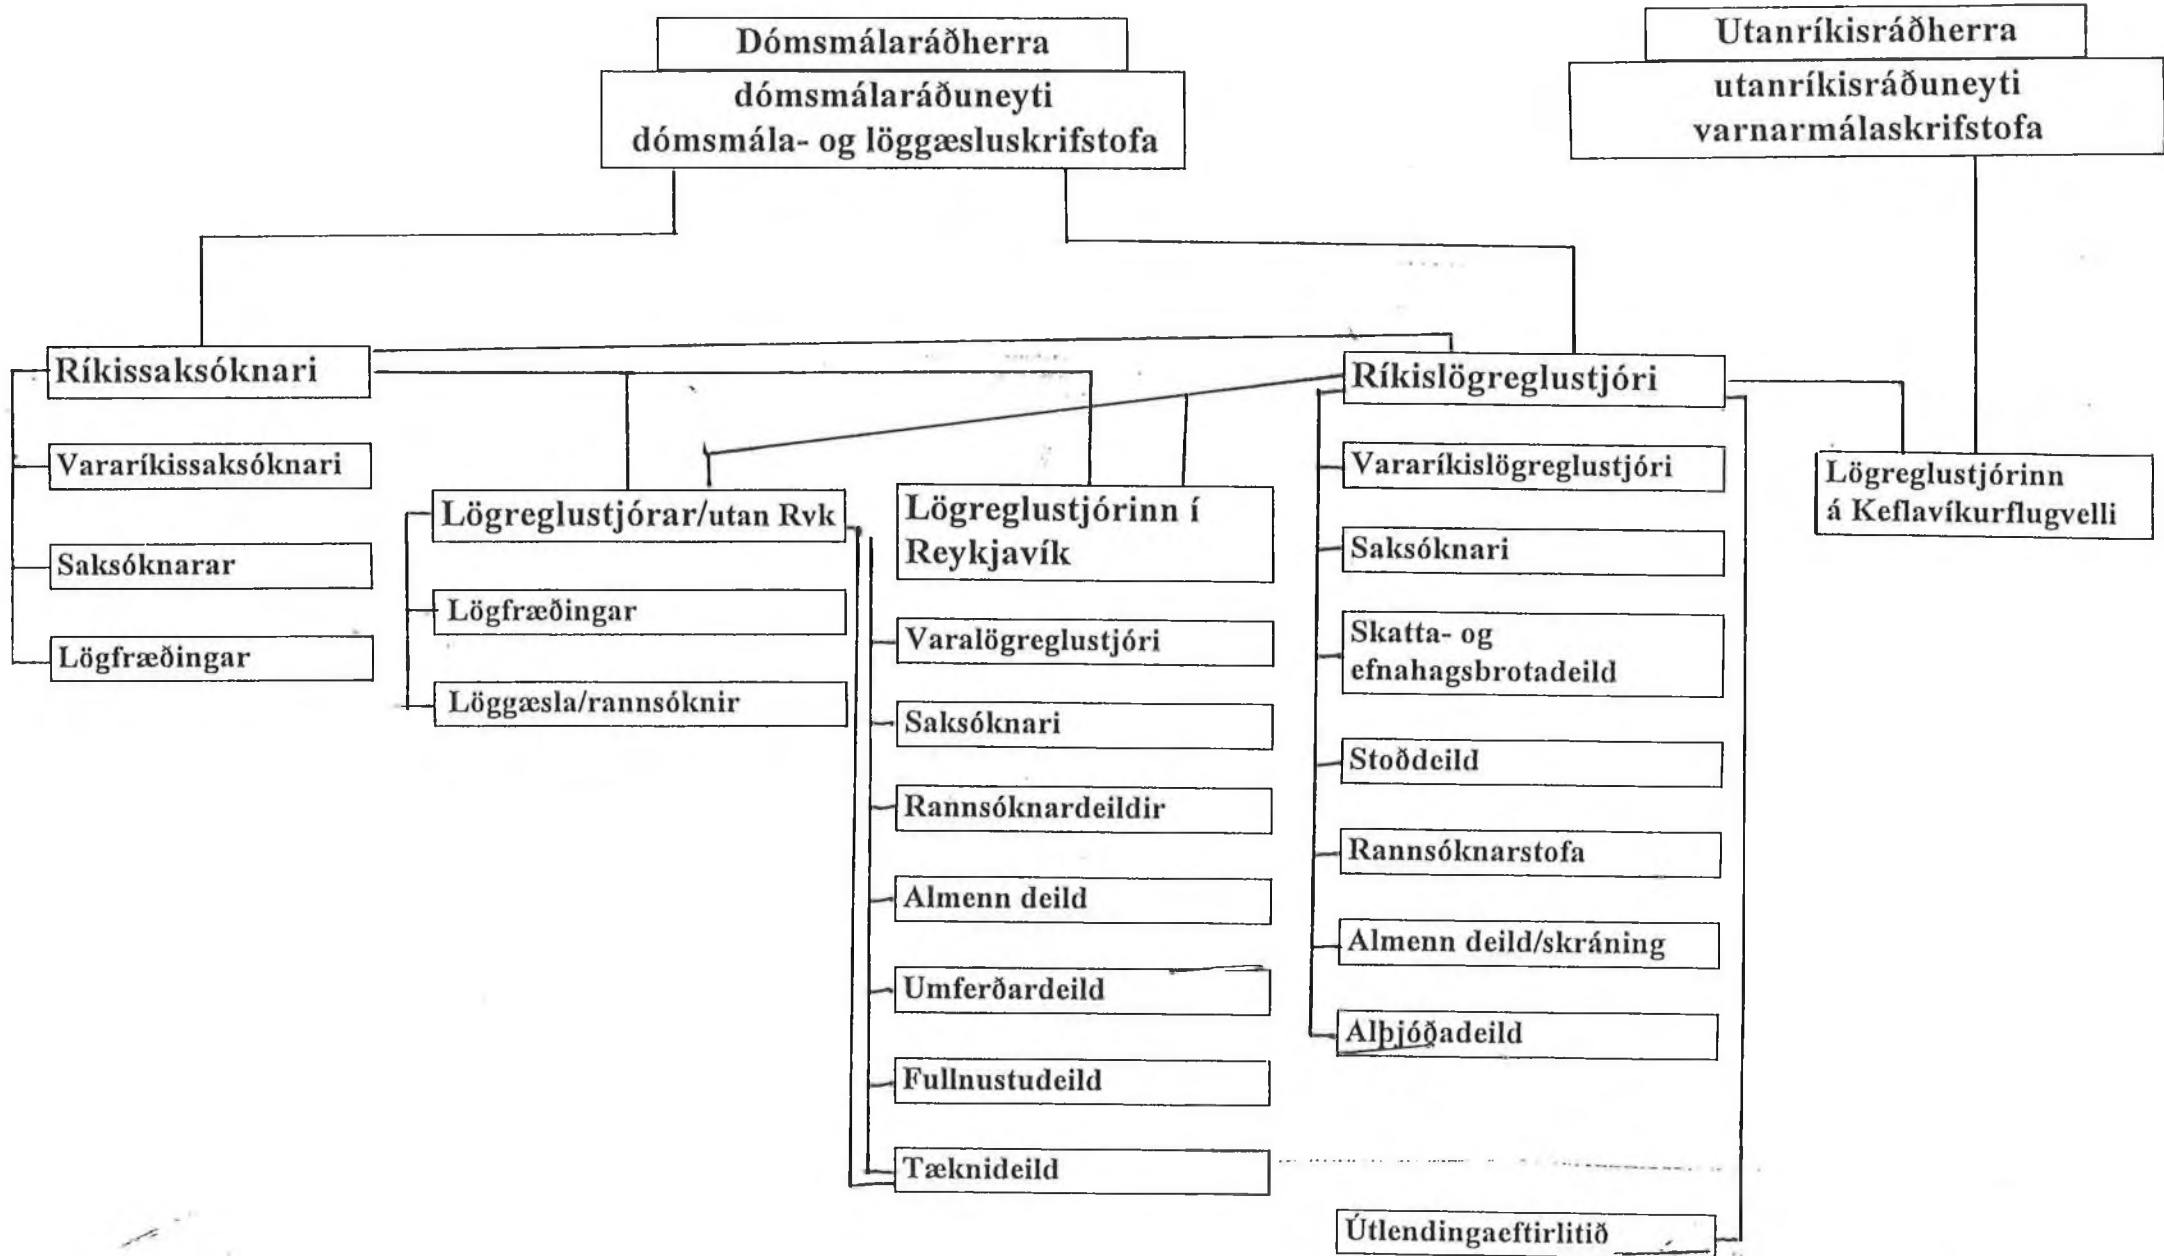 Dómsmálaráðherra
dómsmálaráðuneyti
dómsmála- og löggæsluskrifstofa
Utanríkisráðherra
utanríkisráðuneyti
varnarmálaskrifstofa
Ríkissaksóknari
Vararíkissaksóknari
Saksóknarar
Lögfræðingar
Lögreglustjórar/utan Rvk
Lögfræðingar
Löggæsla/rannsóknir
Lögreglustjórinn í
Reykjavík
Varalögreglustjóri
Saksóknari
Rannsóknardeildir
Almenn deild
Umferðardeild
Fullnustudeild
Tæknideild
Ríkislögreglustjóri
Vararíkislögreglustjóri
Saksóknari
Skatta- og
efnahagsbrotadeild
Stoðdeild
Rannsóknarstofa
Almenn deild/skráning
Alþjóðadeild
Útlendingaeftirlitið
Lögreglustjórinn
á Keflavíkurflugvelli